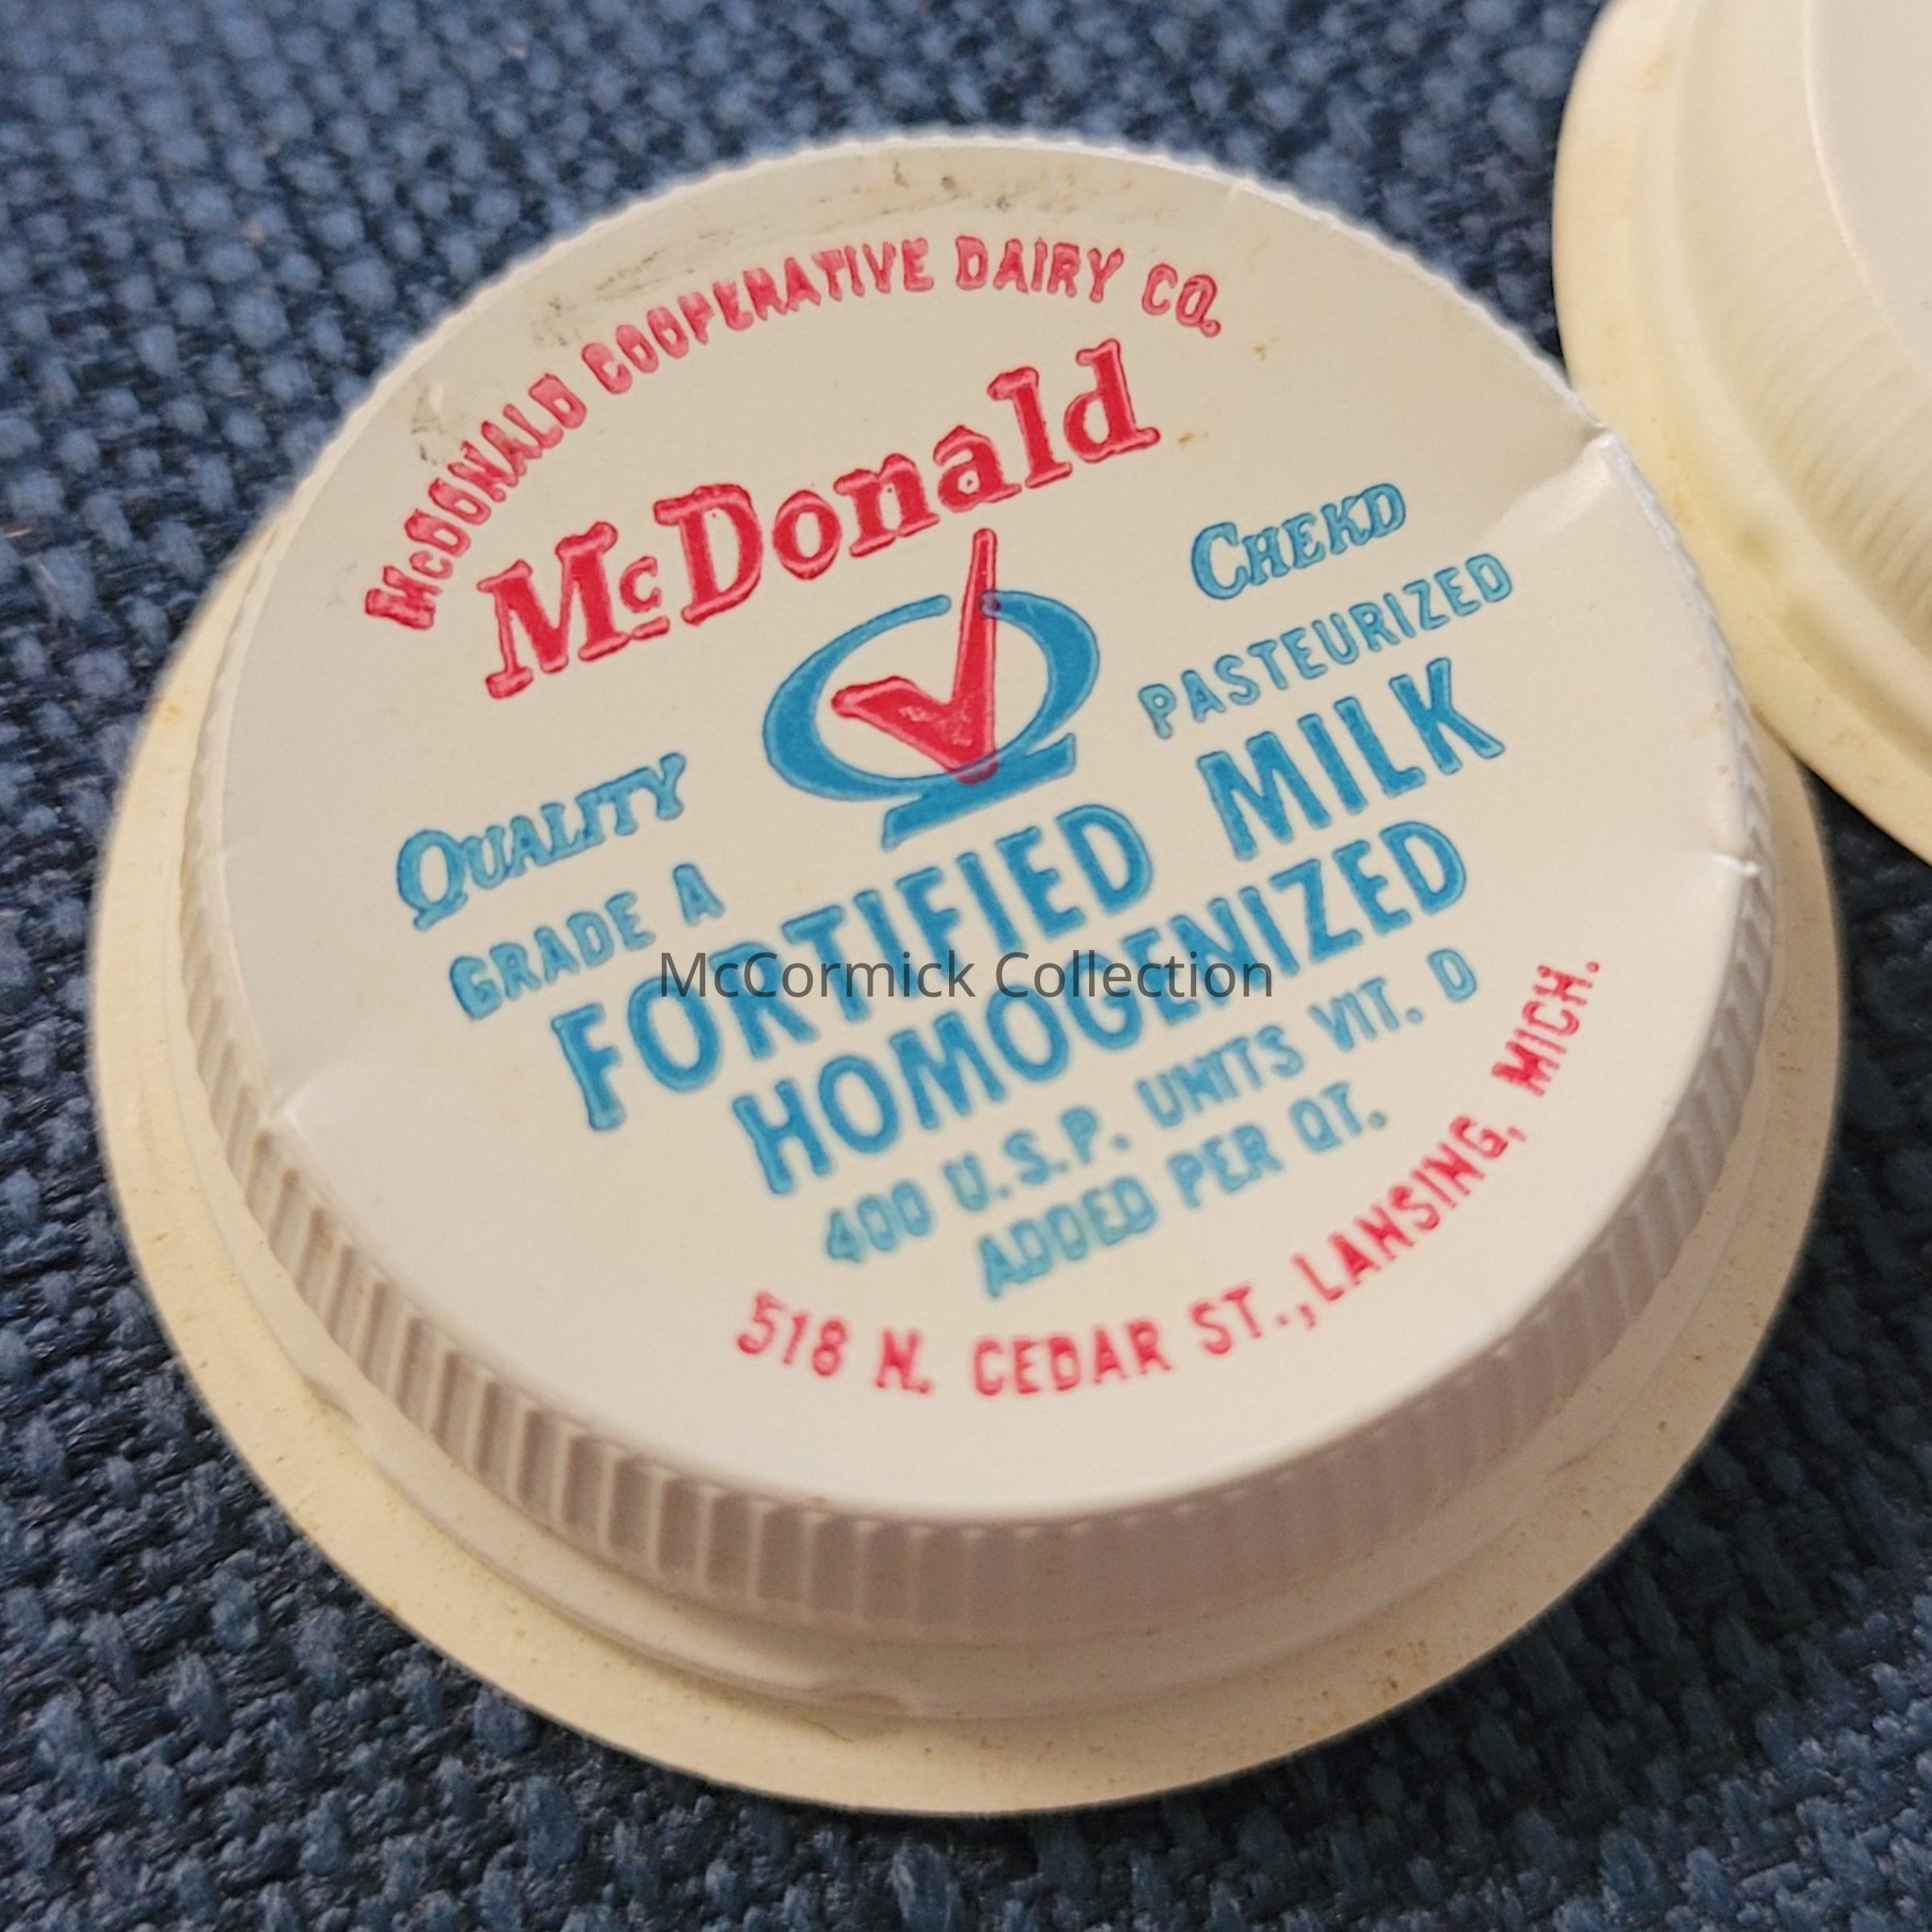 McDONALD COOPERATIVE DAIRY CO.
McDonald
QUALITY CHEKD
GRADE A PASTEURIZED
FORTIFIED MILK
HOMOGENIZED
400 U.S.P. UNITS VIT. D
ADDED PER QT.
518 N. CEDAR ST., LANSING, MICH.
McCormick Collection